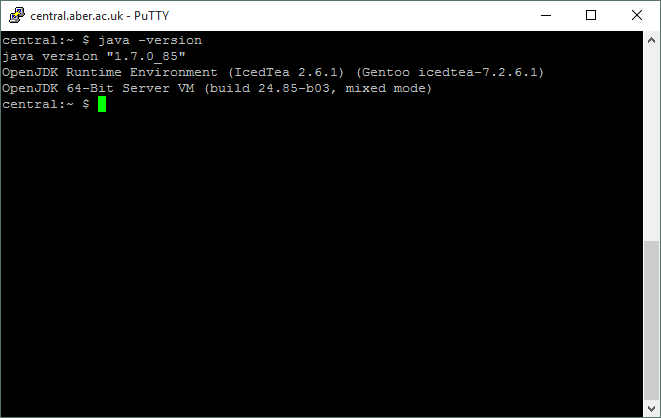 central.aber.ac.uk - PuTTY
central:~ $ java -version
java version "1.7.0_85"
OpenJDK Runtime Environment (IcedTea 2.6.1) (Gentoo icedtea-7.2.6.1)
OpenJDK 64-Bit Server VM (build 24.85-b03, mixed mode)
central:~ $